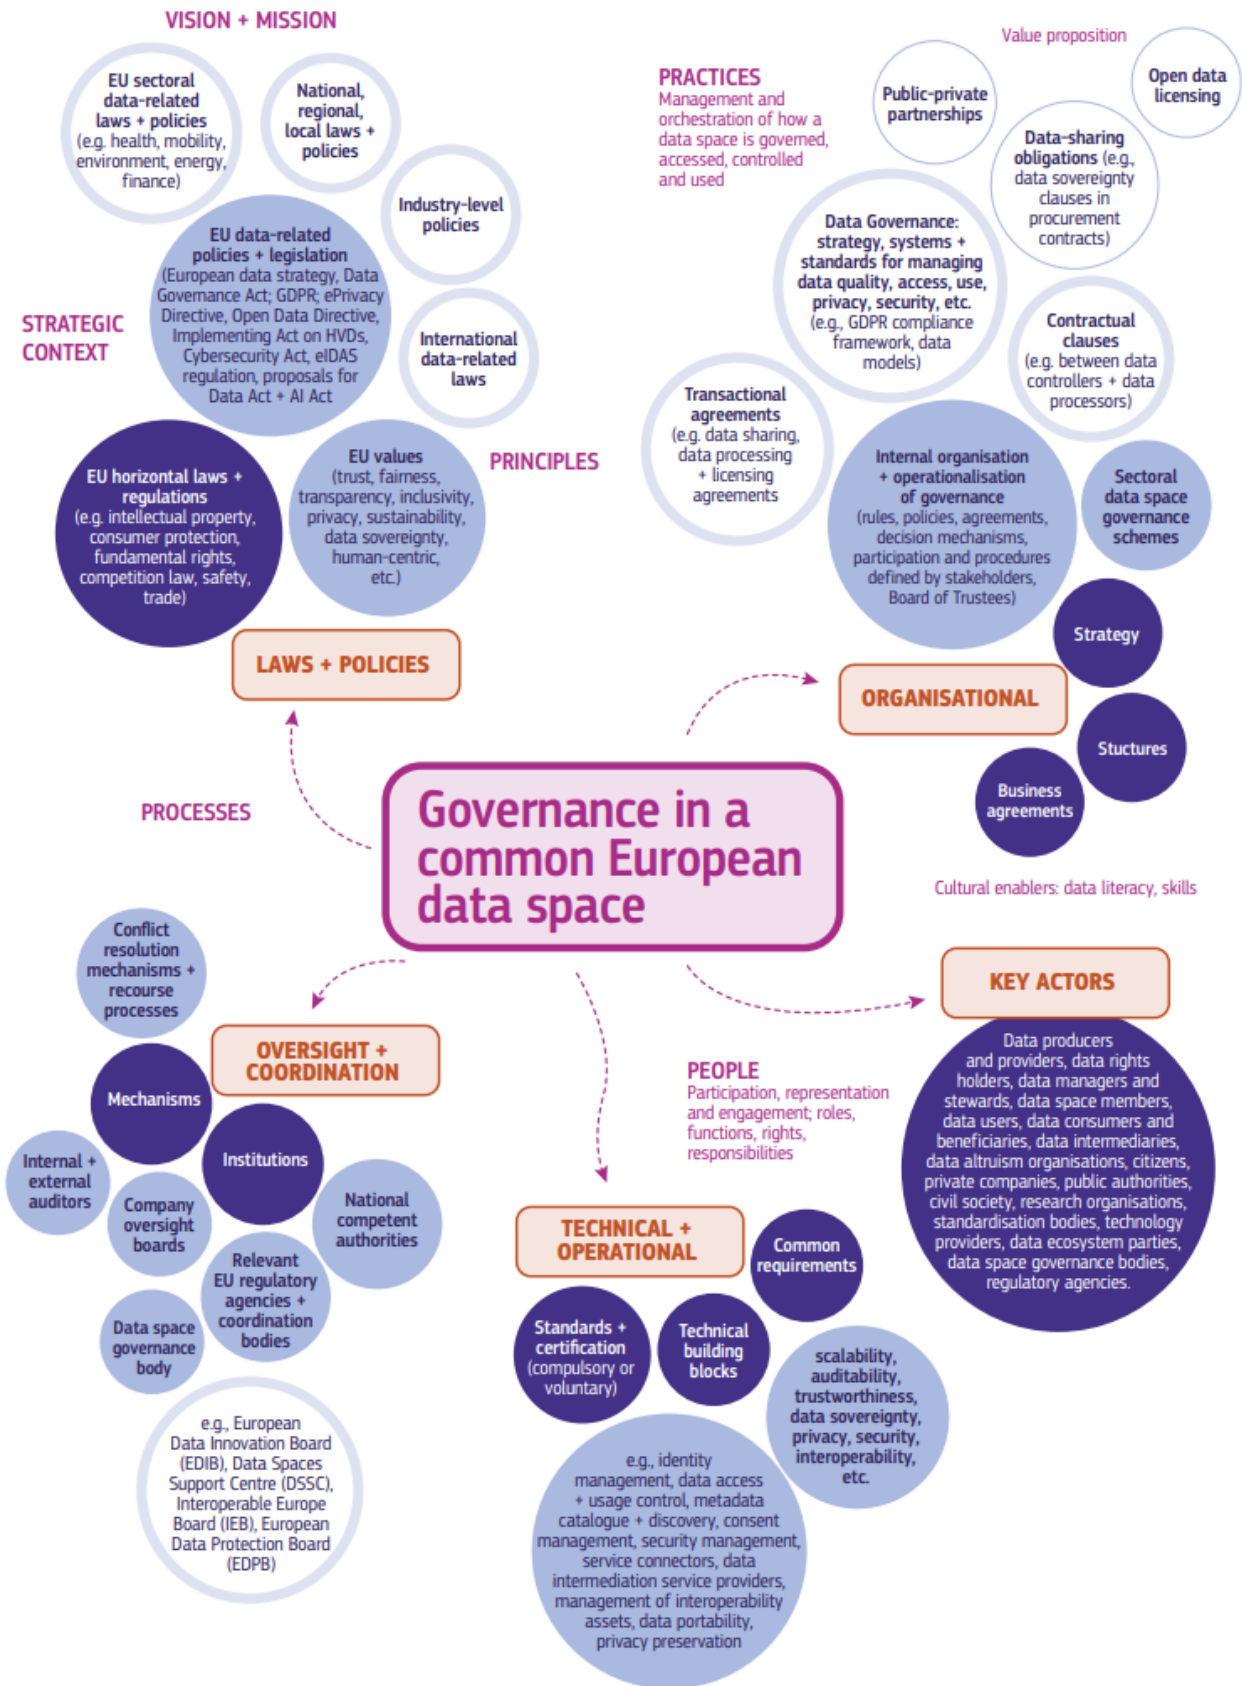 VISION + MISSION
EU sectoral
data-related
laws + policies
(e.g. health, mobility,
environment, energy,
finance)
National,
regional,
local laws +
policies
Industry-level
policies
EU data-related
policies + legislation
(European data strategy, Data
Governance Act; GDPR; ePrivacy
Directive, Open Data Directive,
Implementing Act on HVDs,
Cybersecurity Act, eIDAS
regulation, proposals for
Data Act + AI Act
STRATEGIC
CONTEXT
International
data-related
laws
EU horizontal laws +
regulations
(e.g. intellectual property,
consumer protection,
fundamental rights,
competition law, safety,
trade)
EU values
(trust, fairness,
transparency, inclusivity,
privacy, sustainability,
data sovereignty,
human-centric,
etc.)
PRINCIPLES
LAWS + POLICIES
Value proposition
PRACTICES
Management and
orchestration of how a
data space is governed,
accessed, controlled
and used
Public-private
partnerships
Open data
licensing
Data-sharing
obligations (e.g.,
data sovereignty
clauses in
procurement
contracts)
Data Governance:
strategy, systems +
standards for managing
data quality, access, use,
privacy, security, etc.
(e.g., GDPR compliance
framework, data
models)
Contractual
clauses
(e.g. between data
controllers + data
processors)
Transactional
agreements
(e.g. data sharing,
data processing
+ licensing
agreements
Internal organisation
+ operationalisation
of governance
(rules, policies, agreements,
decision mechanisms,
participation and procedures
defined by stakeholders,
Board of Trustees)
Sectoral
data space
governance
schemes
Strategy
ORGANISATIONAL
Stuctures
Business
agreements
PROCESSES
Governance in a
common European
data space
Cultural enablers: data literacy, skills
Conflict
resolution
mechanisms +
recourse
processes
OVERSIGHT +
COORDINATION
Mechanisms
Institutions
Internal +
external
auditors
Company
oversight
boards
National
competent
authorities
Relevant
EU regulatory
agencies +
coordination
bodies
Data space
governance
body
e.g., European
Data Innovation Board
(EDIB), Data Spaces
Support Centre (DSSC),
Interoperable Europe
Board (IEB), European
Data Protection Board
(EDPB)
PEOPLE
Participation, representation
and engagement; roles,
functions, rights,
responsibilities
KEY ACTORS
Data producers
and providers, data rights
holders, data managers and
stewards, data space members,
data users, data consumers and
beneficiaries, data intermediaries,
data altruism organisations, citizens,
private companies, public authorities,
civil society, research organisations,
standardisation bodies, technology
providers, data ecosystem parties,
data space governance bodies,
regulatory agencies.
TECHNICAL +
OPERATIONAL
Common
requirements
Standards +
certification
(compulsory or
voluntary)
Technical
building
blocks
scalability,
auditability,
trustworthiness,
data sovereignty,
privacy, security,
interoperability,
etc.
e.g., identity
management, data access
+ usage control, metadata
catalogue + discovery, consent
management, security management,
service connectors, data
intermediation service providers,
management of interoperability
assets, data portability,
privacy preservation